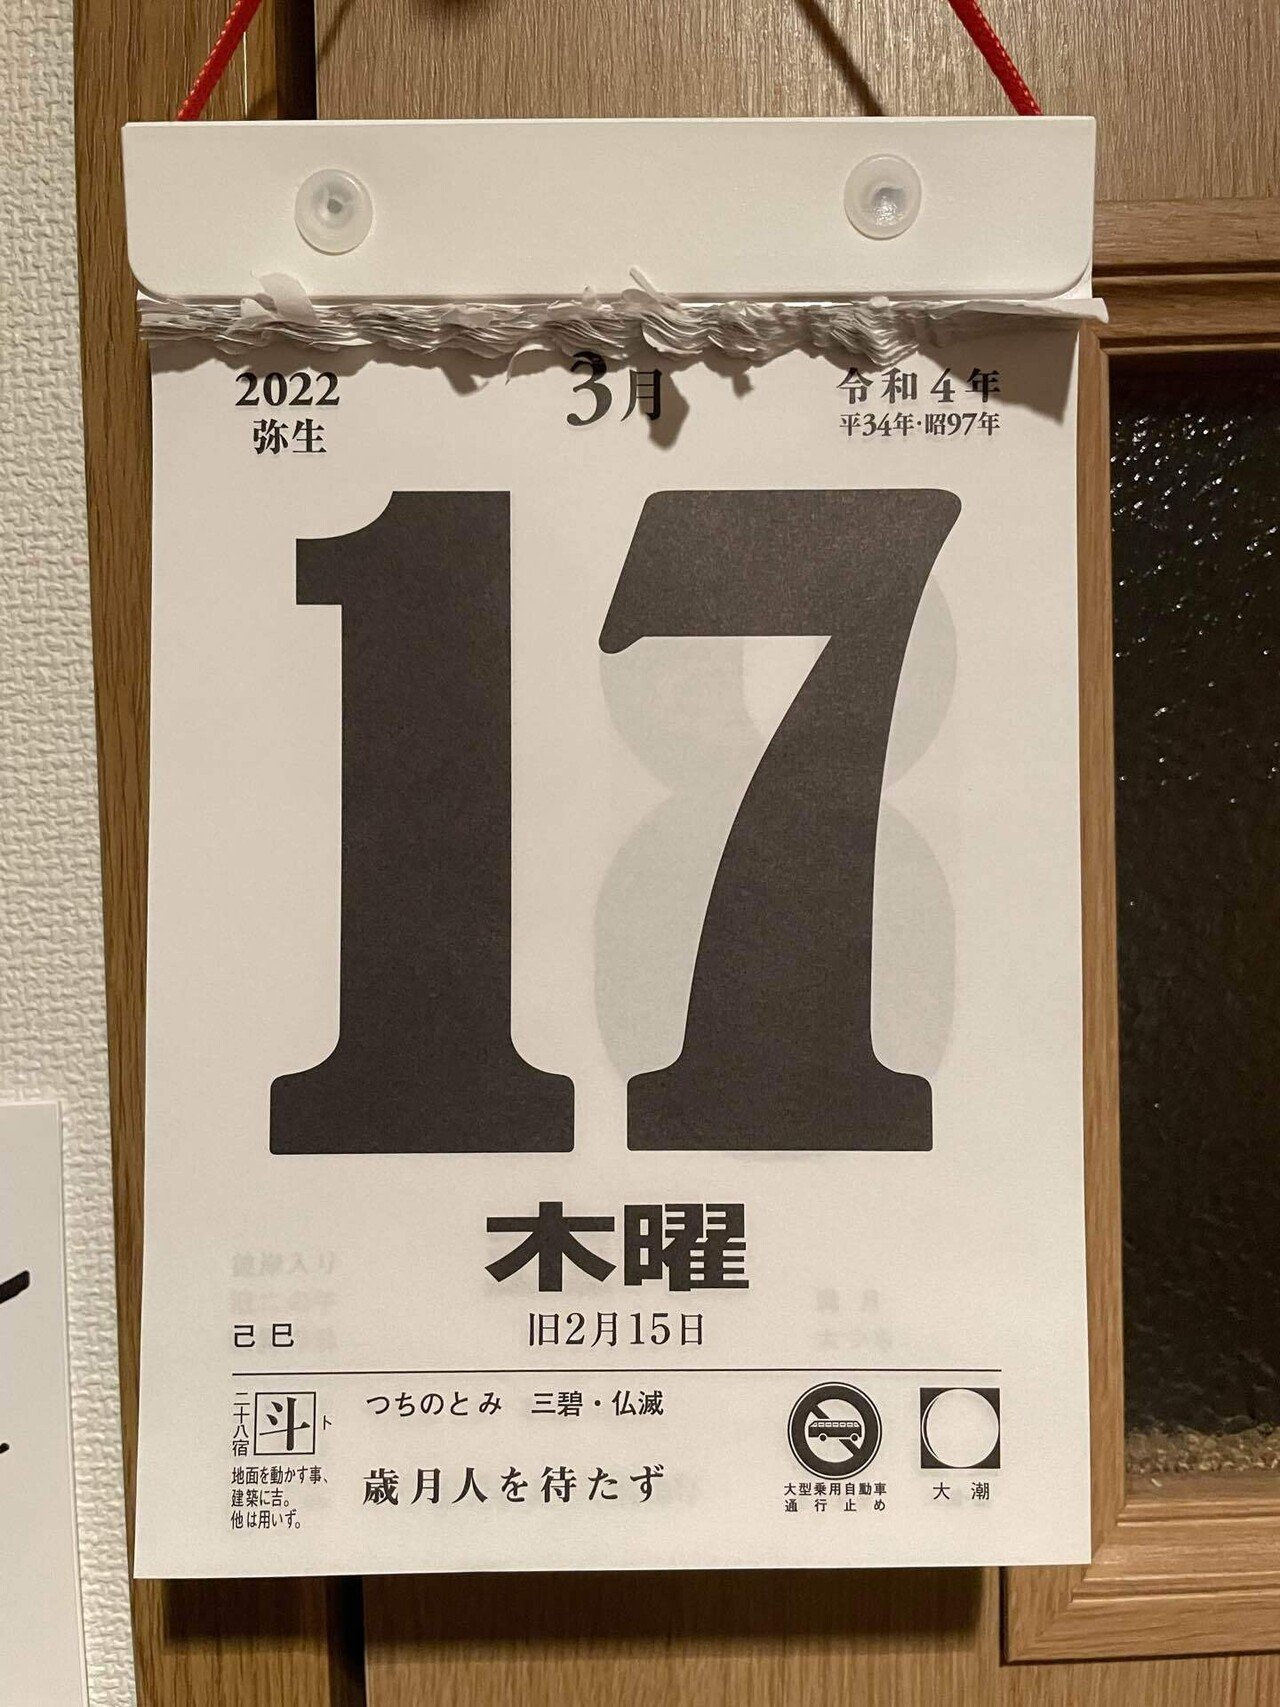 2022
弥生
3月
令和4年
平34年·昭97年
17
木曜
旧2月15日
己巳
二十八宿
斗
ト
地面を動かす事、
建築に吉。
他は用いず。
つちのとみ 三碧・仏滅
歳月人を待たず
大型乗用自動車
通行止め
大潮